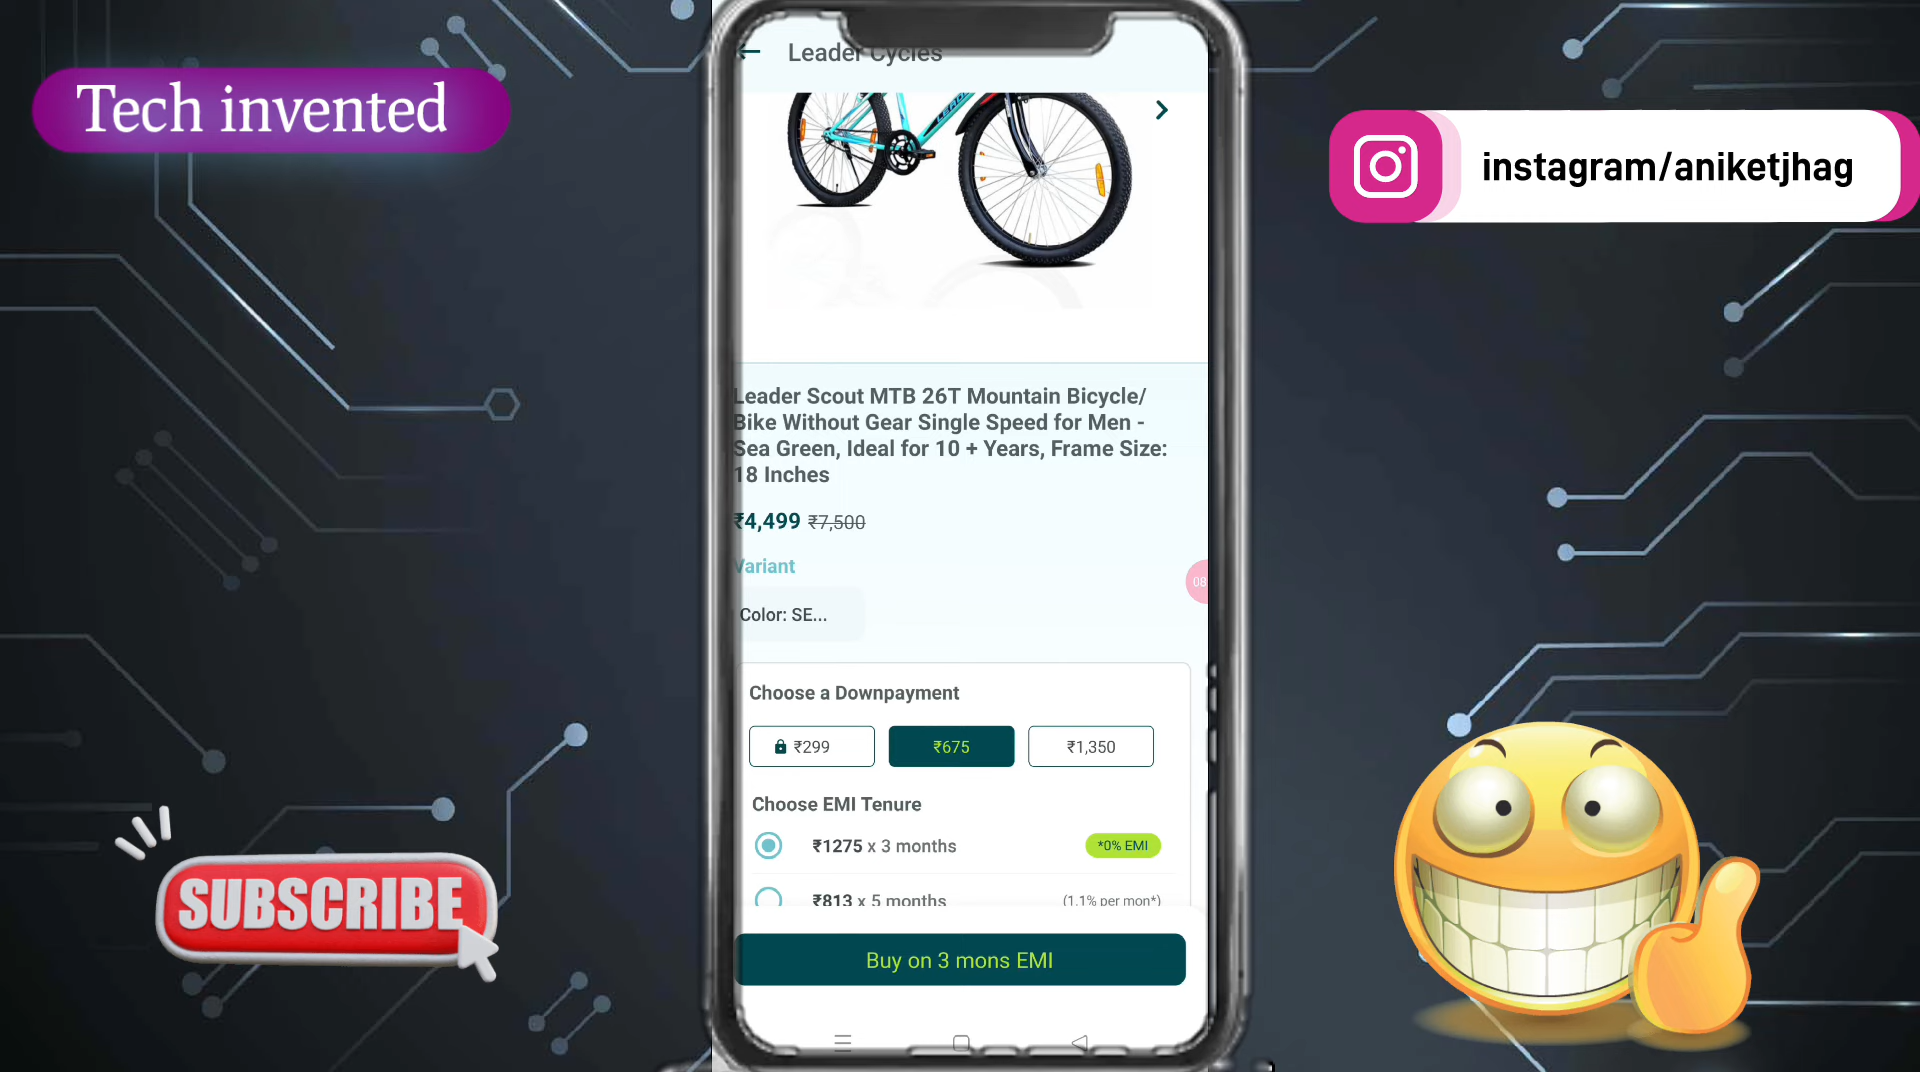 Tech invented
Leader Cycles
LEADER
instagram/aniketjhag
Leader Scout MTB 26T Mountain Bicycle/
Bike Without Gear Single Speed for Men -
Sea Green, Ideal for 10 + Years, Frame Size:
18 Inches
₹4,499 ₹7,500
Variant
08
Color: SE...
Choose a Downpayment
₹299 ₹675 ₹1,350
Choose EMI Tenure
₹1275 x 3 months *0% EMI
₹813 x 5 months (1.1% per mon*)
SUBSCRIBE
Buy on 3 mons EMI